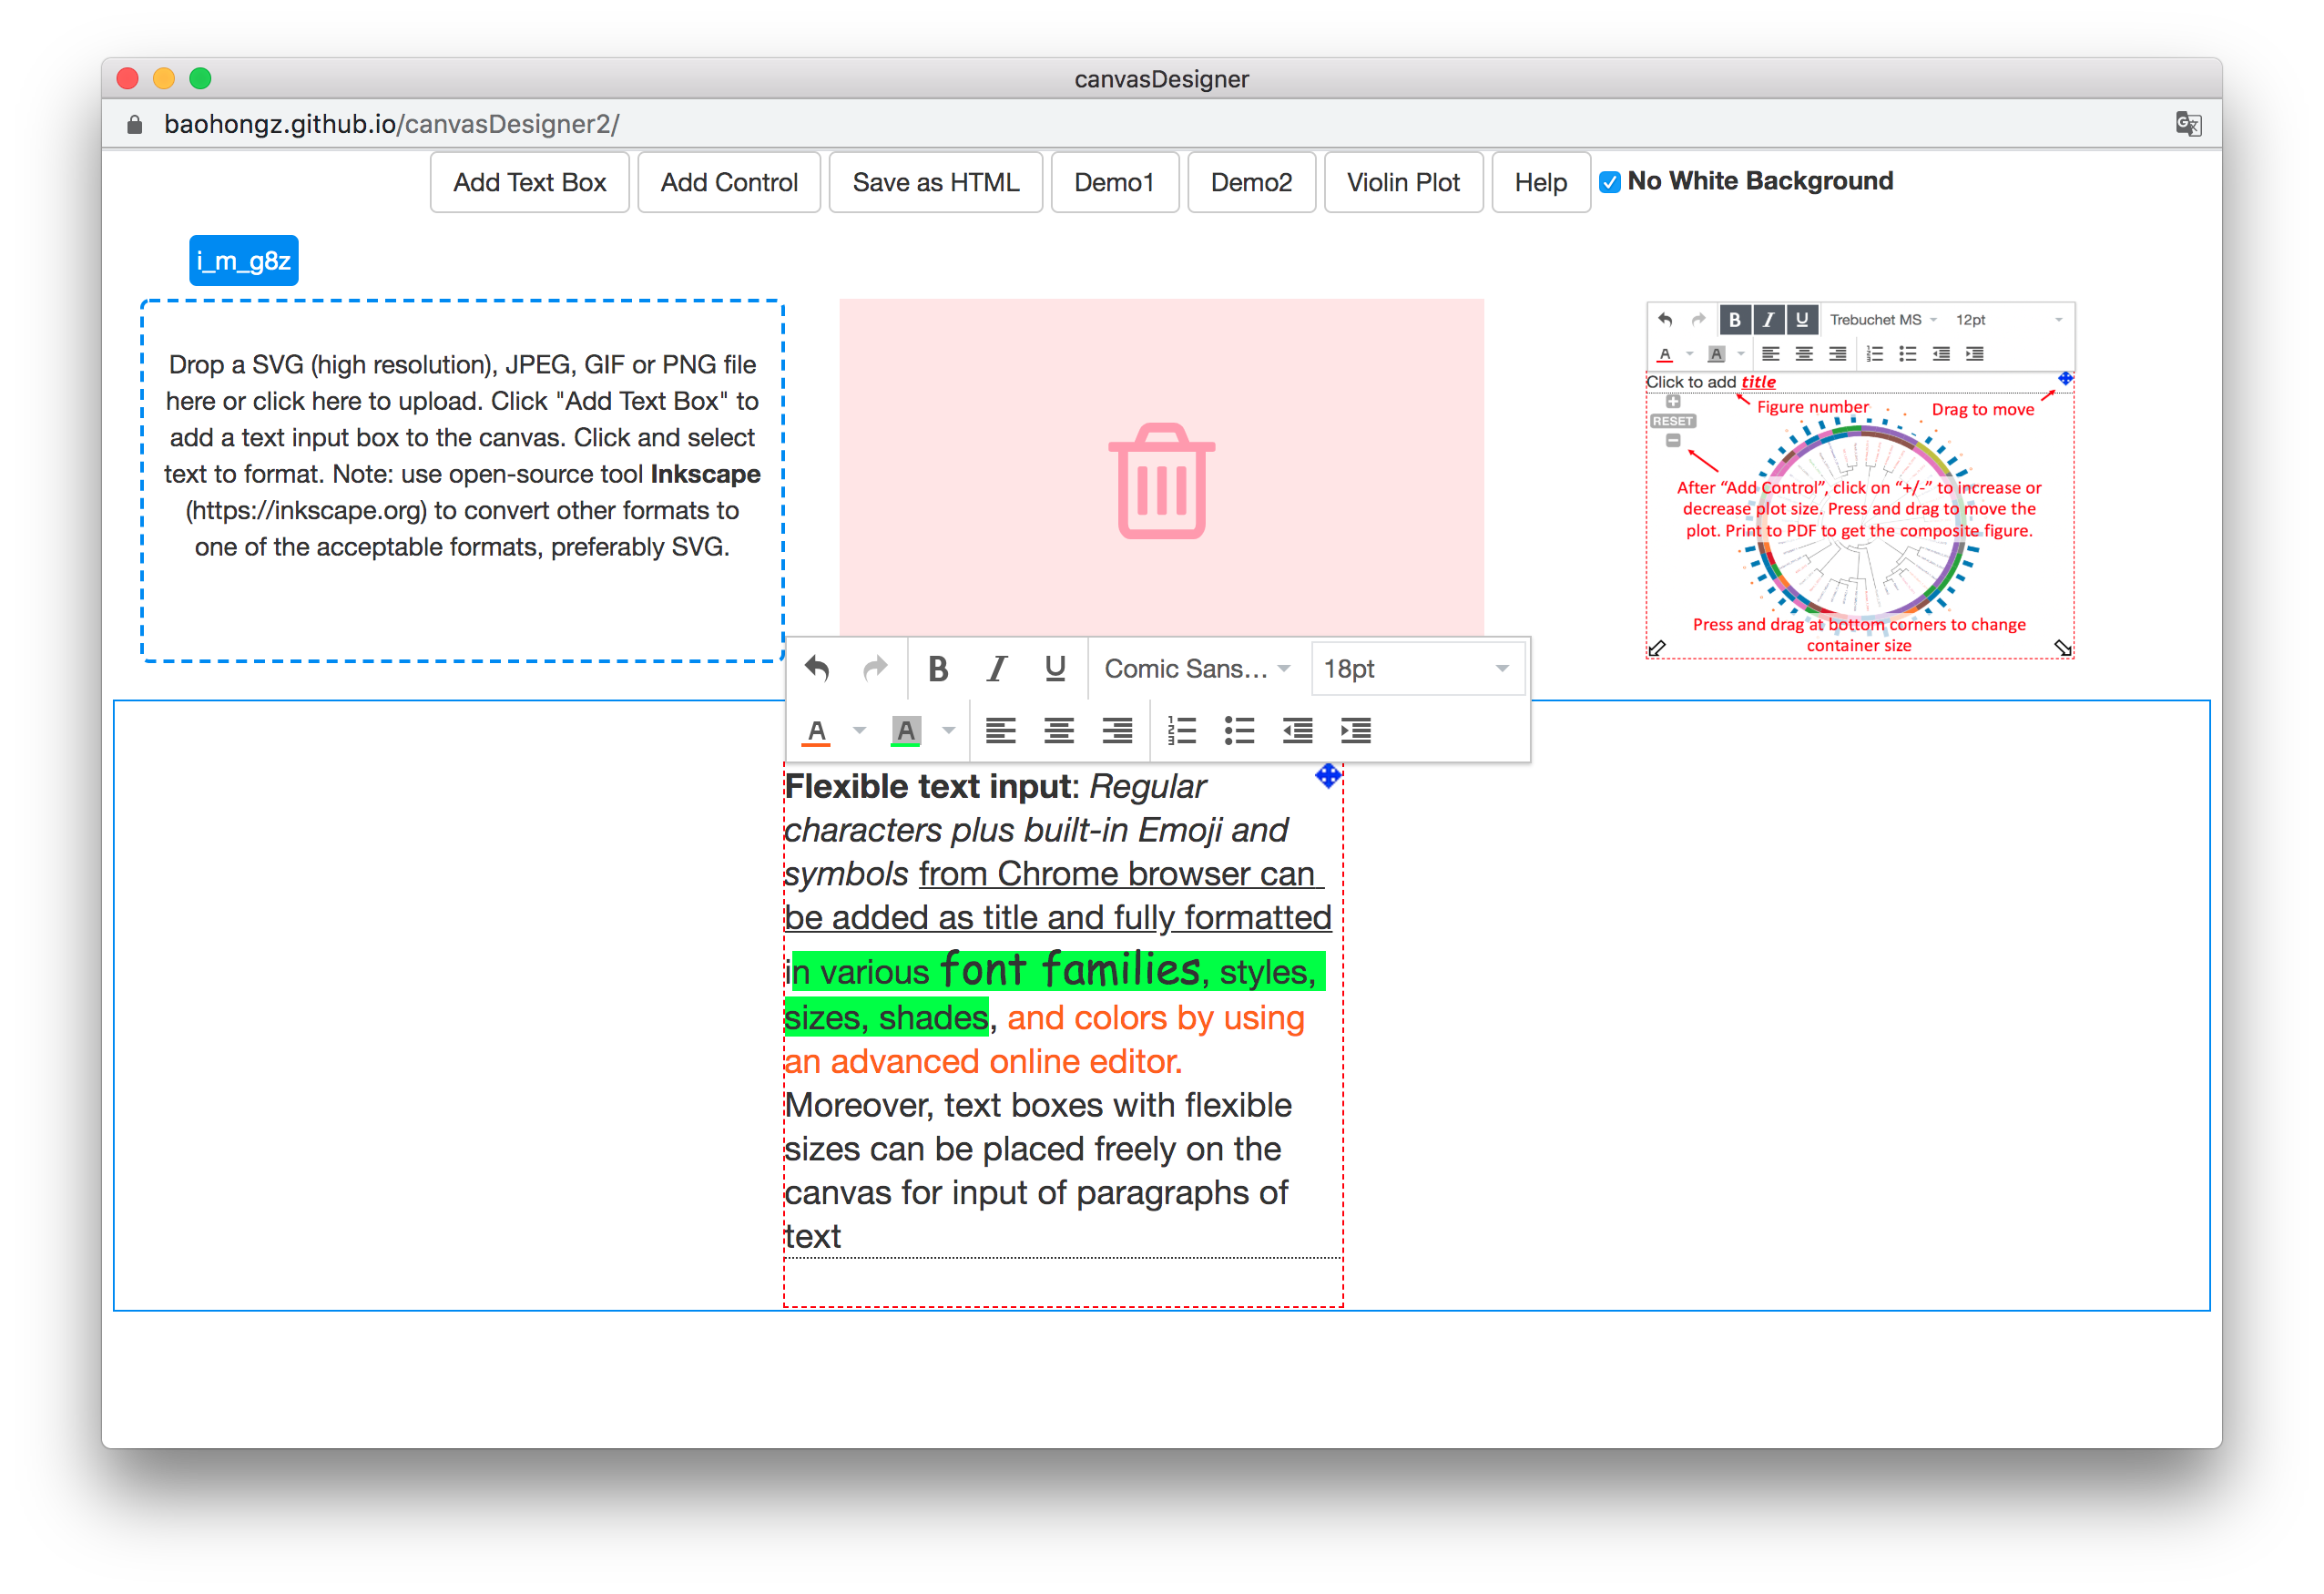 canvasDesigner
baohongz.github.io/canvasDesigner2/
Add Text Box
Add Control
Save as HTML
Demo1
Demo2
Violin Plot
Help
No White Background
i_m_g8z
Drop a SVG (high resolution), JPEG, GIF or PNG file
here or click here to upload. Click "Add Text Box" to
add a text input box to the canvas. Click and select
text to format. Note: use open-source tool Inkscape
(https://inkscape.org) to convert other formats to
one of the acceptable formats, preferably SVG.
B I U Trebuchet MS 12pt
A A
Click to add title
Figure number
Drag to move
RESET
After “Add Control”, click on “+/-” to increase or
decrease plot size. Press and drag to move the
plot. Print to PDF to get the composite figure.
Press and drag at bottom corners to change
container size
B I U Comic Sans... 18pt
A A
Flexible text input: Regular
characters plus built-in Emoji and
symbols from Chrome browser can
be added as title and fully formatted
in various font families, styles,
sizes, shades, and colors by using
an advanced online editor.
Moreover, text boxes with flexible
sizes can be placed freely on the
canvas for input of paragraphs of
text